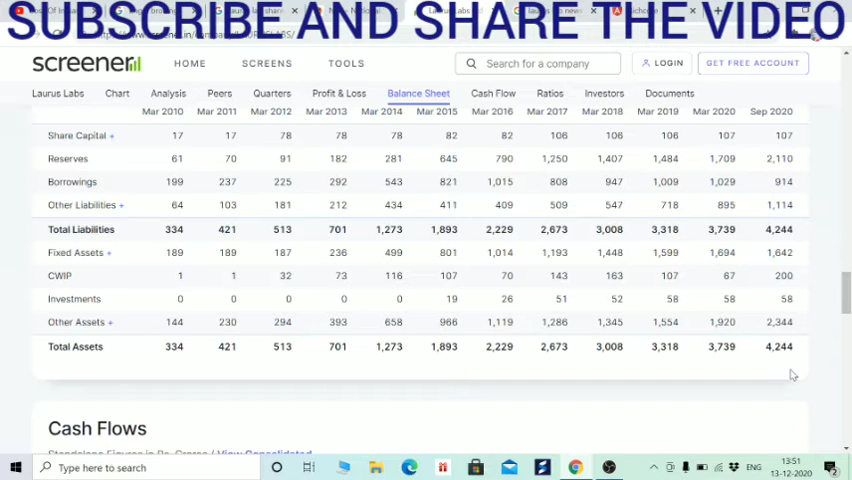 SUBSCRIBE AND SHARE THE VIDEO
screener HOME SCREENS TOOLS Search for a company LOGIN GET FREE ACCOUNT
Laurus Labs Chart Analysis Peers Quarters Profit & Loss Balance Sheet Cash Flow Ratios Investors Documents
Mar 2010 Mar 2011 Mar 2012 Mar 2013 Mar 2014 Mar 2015 Mar 2016 Mar 2017 Mar 2018 Mar 2019 Mar 2020 Sep 2020
Share Capital + 17 17 78 78 78 82 82 106 106 106 107 107
Reserves 61 70 91 182 281 645 790 1,250 1,407 1,484 1,709 2,110
Borrowings 199 237 225 292 543 821 1,015 808 947 1,009 1,029 914
Other Liabilities + 64 103 181 212 434 411 409 509 547 718 895 1,114
Total Liabilities 334 421 513 701 1,273 1,893 2,229 2,673 3,008 3,318 3,739 4,244
Fixed Assets + 189 189 187 236 499 801 1,014 1,193 1,448 1,599 1,694 1,642
CWIP 1 1 32 73 116 107 70 143 163 107 67 200
Investments 0 0 0 0 0 19 26 51 52 58 58 58
Other Assets + 144 230 294 393 658 966 1,119 1,286 1,345 1,554 1,920 2,344
Total Assets 334 421 513 701 1,273 1,893 2,229 2,673 3,008 3,318 3,739 4,244
Cash Flows
Standalone Figures in Rs. Crores / View Consolidated
Type here to search ENG 13:51
13-12-2020